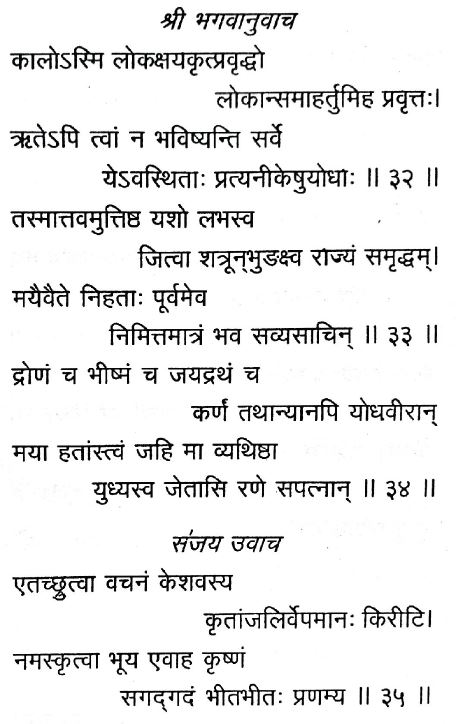 श्री भगवानुवाच
कालोऽस्मि लोकक्षयकृत्प्रवृद्धो
लोकान्समाहर्तुमिह प्रवृत्तः।
ऋतेऽपि त्वां न भविष्यन्ति सर्वे
येऽवस्थिताः प्रत्यनीकेषुयोधाः ॥ ३२ ॥
तस्मात्तवमुत्तिष्ठ यशो लभस्व
जित्वा शत्रून्भुङक्ष्व राज्यं समृद्धम्।
मयैवैते निहताः पूर्वमेव
निमित्तमात्रं भव सव्यसाचिन् ॥ ३३ ॥
द्रोणं च भीष्मं च जयद्रथं च
कर्णं तथान्यानपि योधवीरान्
मया हतांस्त्वं जहि मा व्यथिष्ठा
युध्यस्व जेतासि रणे सपत्नान् ॥ ३४ ॥
संजय उवाच
एतच्छ्रुत्वा वचनं केशवस्य
कृतांजलिर्वेपमानः किरीटि।
नमस्कृत्वा भूय एवाह कृष्णं
सगद्गदं भीतभीतः प्रणम्य ॥ ३५ ॥